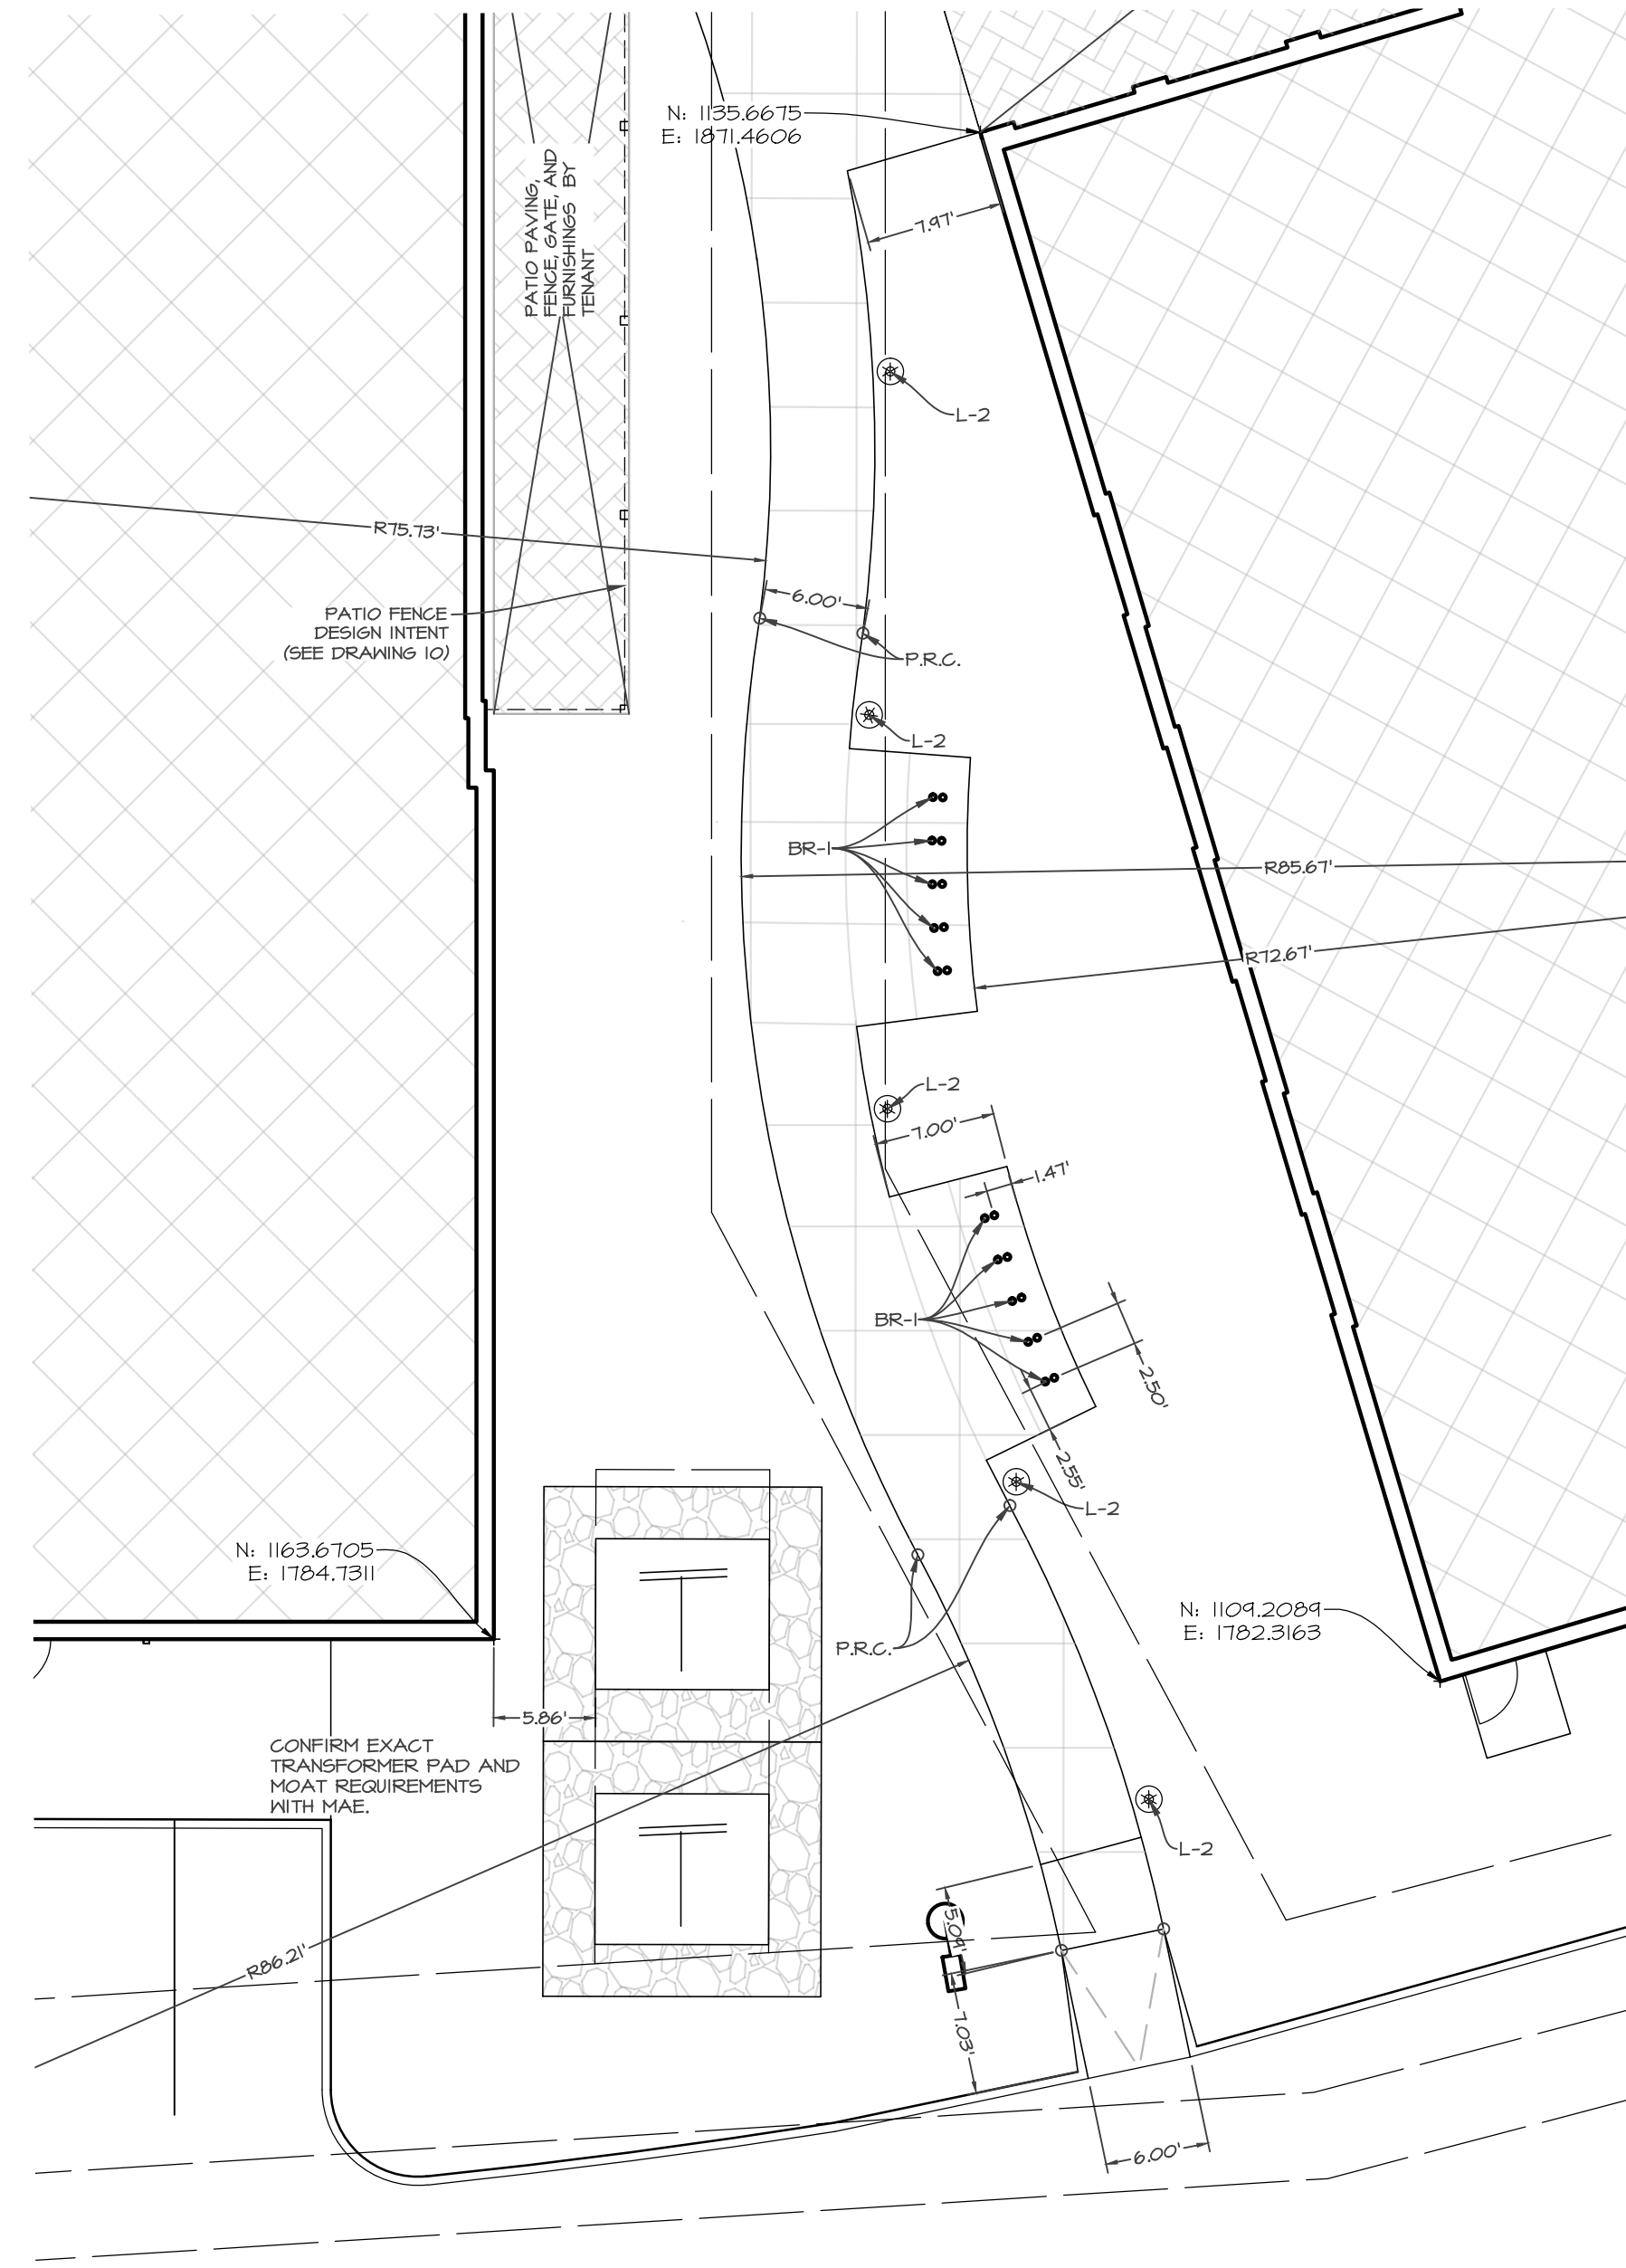 N: 1135.6675
E: 1871.4606
PATIO PAVING,
FENCE, GATE, AND
FURNISHINGS BY
TENANT
7.97'
L-2
R75.73'
6.00'
PATIO FENCE
DESIGN INTENT
(SEE DRAWING 10)
P.R.C.
L-2
BR-1
R85.67'
R72.67'
L-2
7.00'
1.47'
BR-1
2.50'
2.55'
L-2
N: 1163.6705
E: 1784.7311
N: 1109.2089
E: 1782.3163
P.R.C.
5.86'
CONFIRM EXACT
TRANSFORMER PAD AND
MOAT REQUIREMENTS
WITH MAE.
L-2
5.09'
R86.21'
7.03'
6.00'